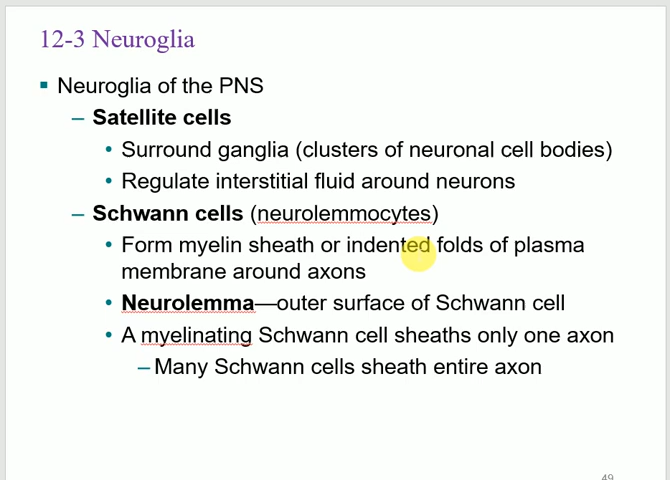 12-3 Neuroglia
▪ Neuroglia of the PNS
– Satellite cells
• Surround ganglia (clusters of neuronal cell bodies)
• Regulate interstitial fluid around neurons
– Schwann cells (neurolemmocytes)
• Form myelin sheath or indented folds of plasma
membrane around axons
• Neurolemma—outer surface of Schwann cell
• A myelinating Schwann cell sheaths only one axon
– Many Schwann cells sheath entire axon
49